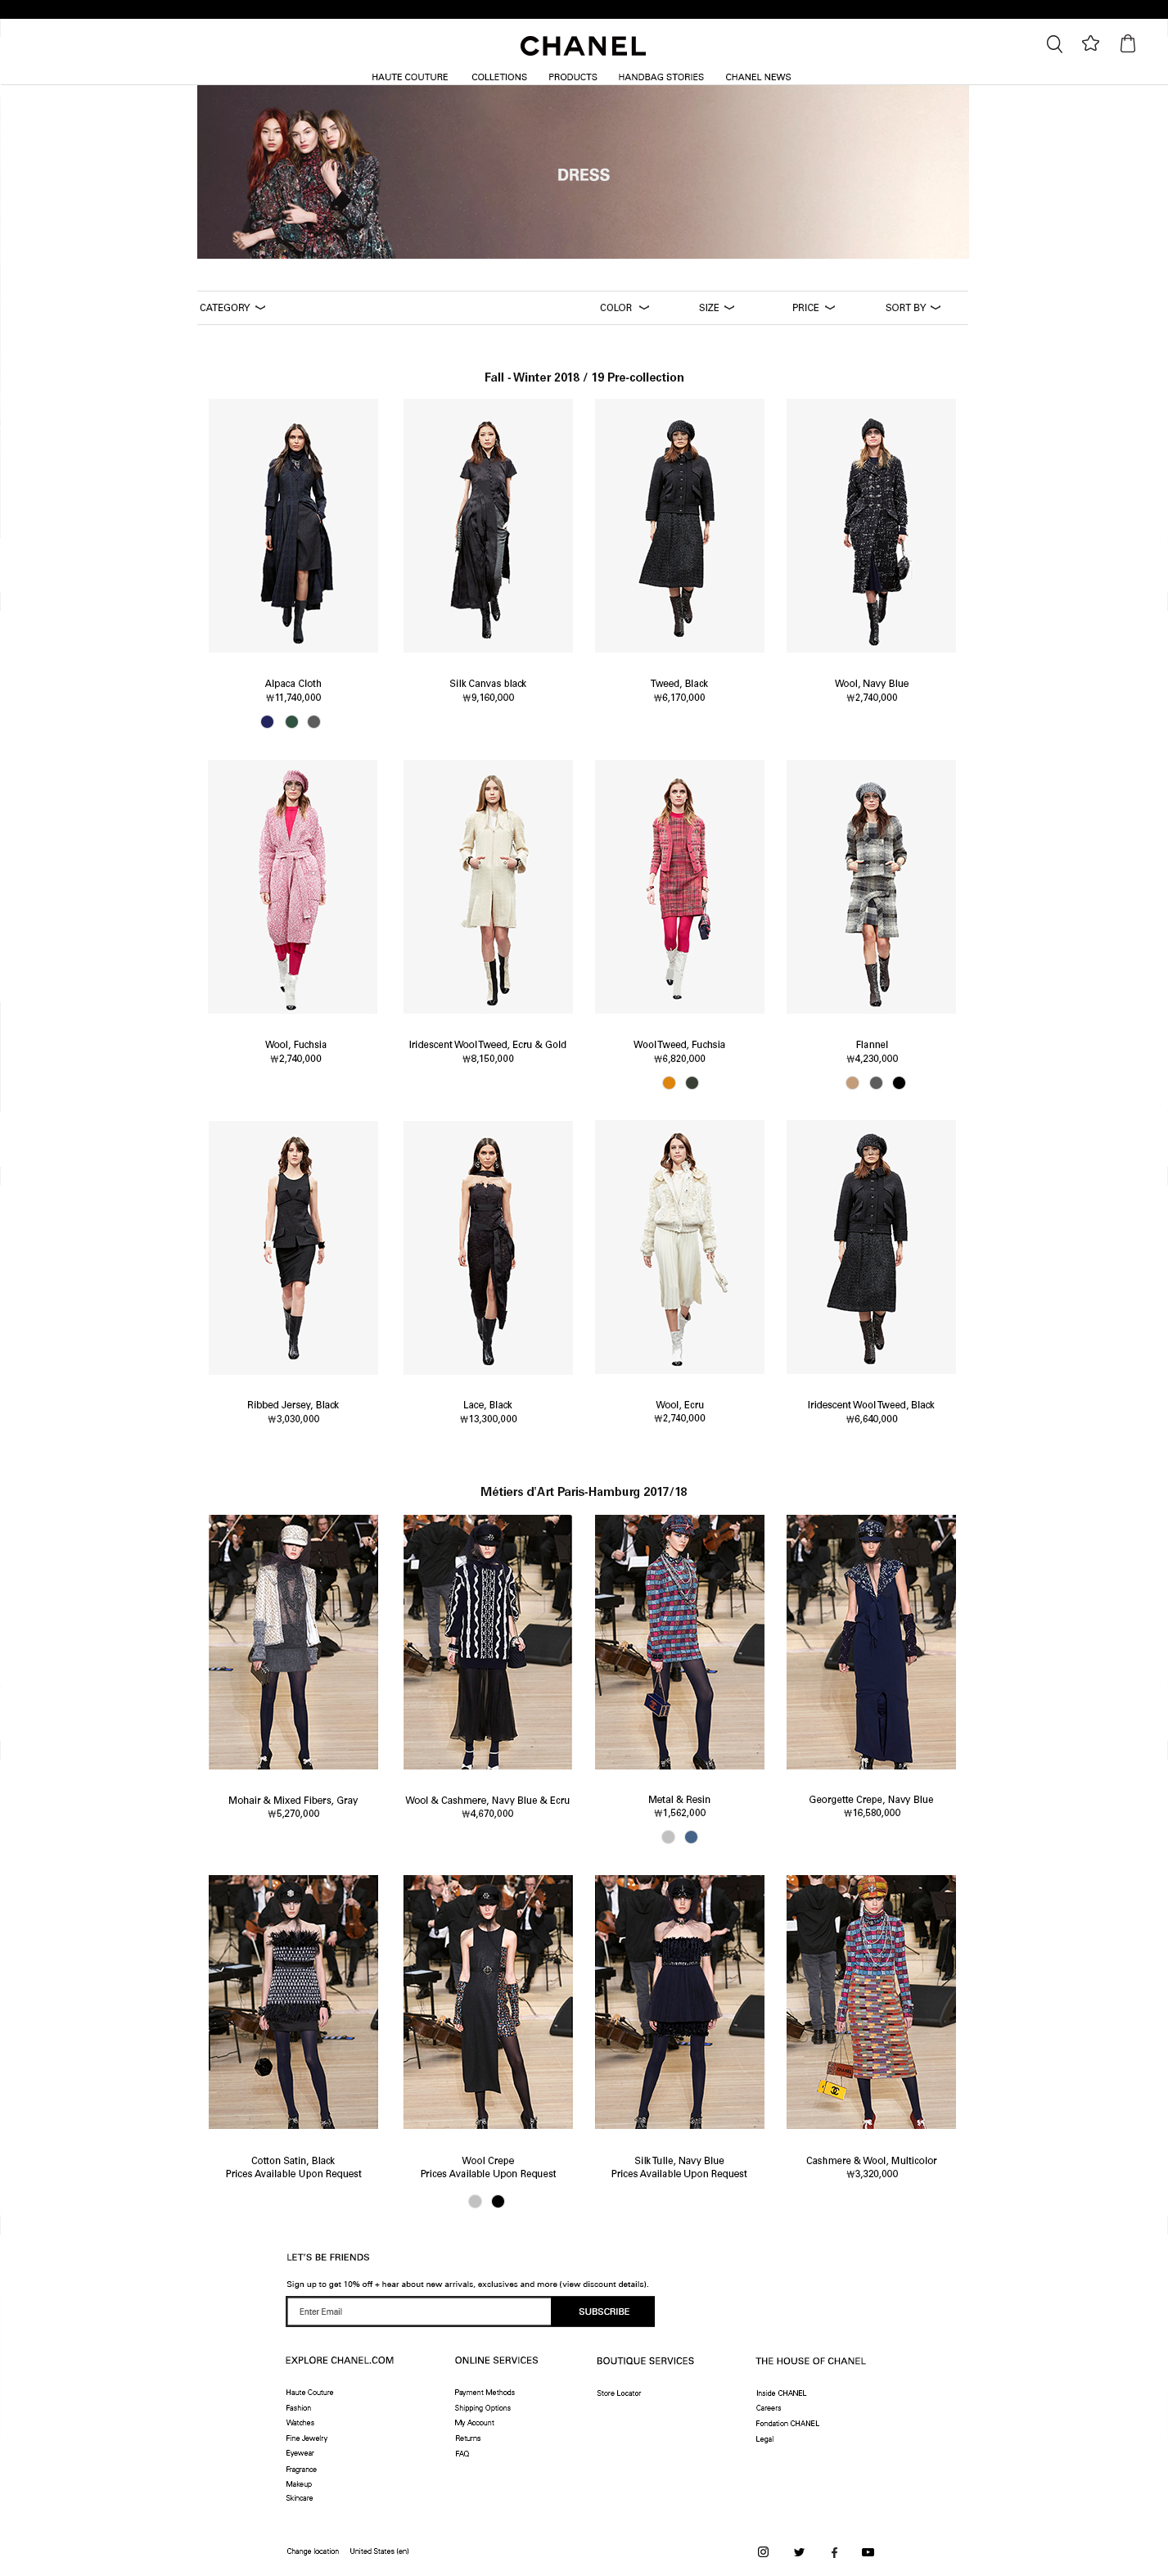 CHANEL
HAUTE COUTURE COLLETIONS PRODUCTS HANDBAG STORIES CHANEL NEWS
DRESS
CATEGORY COLOR SIZE PRICE SORT BY
Fall - Winter 2018 / 19 Pre-collection
Alpaca Cloth Silk Canvas black Tweed, Black Wool, Navy Blue
₩11,740,000 ₩9,160,000 ₩6,170,000 ₩2,740,000
Wool, Fuchsia Iridescent Wool Tweed, Ecru & Gold Wool Tweed, Fuchsia Flannel
₩2,740,000 ₩8,150,000 ₩6,820,000 ₩4,230,000
Ribbed Jersey, Black Lace, Black Wool, Ecru Iridescent Wool Tweed, Black
₩3,030,000 ₩13,300,000 ₩2,740,000 ₩6,640,000
Métiers d'Art Paris-Hamburg 2017/18
Mohair & Mixed Fibers, Gray Wool & Cashmere, Navy Blue & Ecru Metal & Resin Georgette Crepe, Navy Blue
₩5,270,000 ₩4,670,000 ₩1,562,000 ₩16,580,000
Cotton Satin, Black Wool Crepe Silk Tulle, Navy Blue Cashmere & Wool, Multicolor
Prices Available Upon Request Prices Available Upon Request Prices Available Upon Request ₩3,320,000
LET'S BE FRIENDS
Sign up to get 10% off + hear about new arrivals, exclusives and more (view discount details).
Enter Email SUBSCRIBE
EXPLORE CHANEL.COM ONLINE SERVICES BOUTIQUE SERVICES THE HOUSE OF CHANEL
Haute Couture Payment Methods Store Locator Inside CHANEL
Fashion Shipping Options Careers
Watches My Account Fondation CHANEL
Fine Jewelry Returns Legal
Eyewear FAQ
Fragrance
Makeup
Skincare
Change location United States (en)